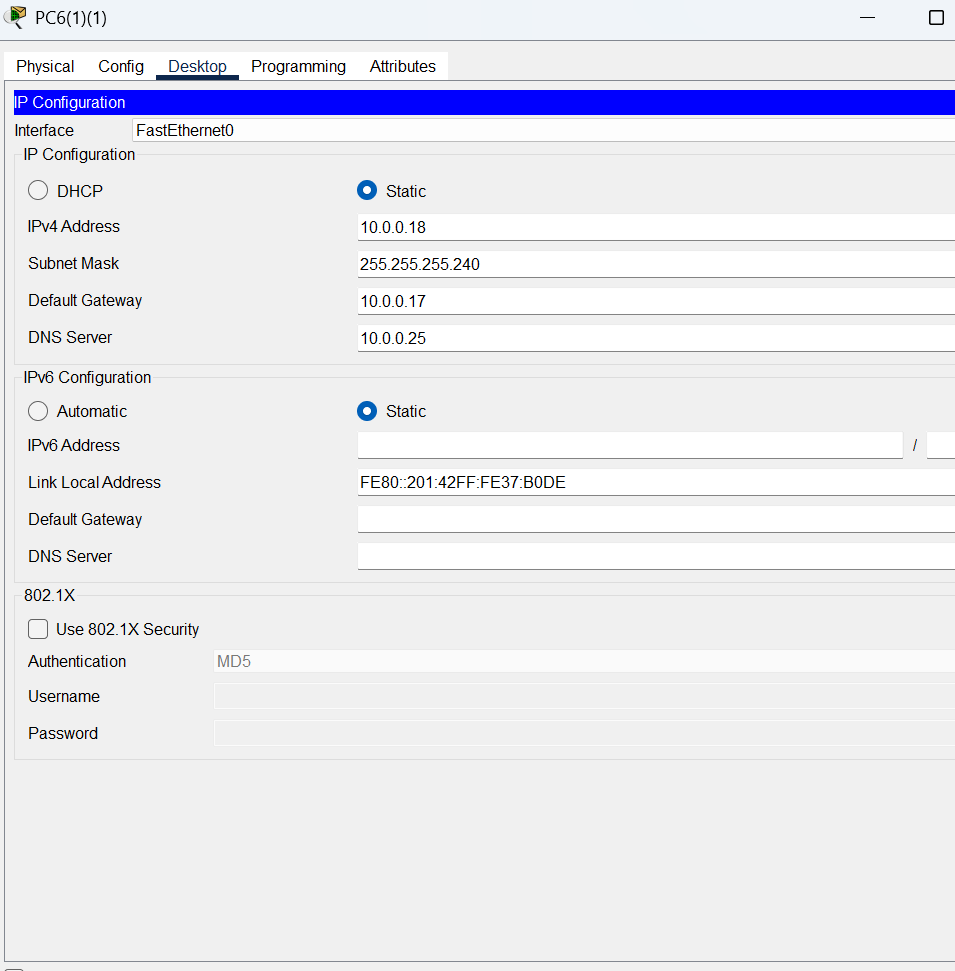 PC6(1)(1)
Physical Config Desktop Programming Attributes
IP Configuration
Interface FastEthernet0
IP Configuration
DHCP Static
IPv4 Address 10.0.0.18
Subnet Mask 255.255.255.240
Default Gateway 10.0.0.17
DNS Server 10.0.0.25
IPv6 Configuration
Automatic Static
IPv6 Address /
Link Local Address FE80::201:42FF:FE37:B0DE
Default Gateway
DNS Server
802.1X
Use 802.1X Security
Authentication MD5
Username
Password